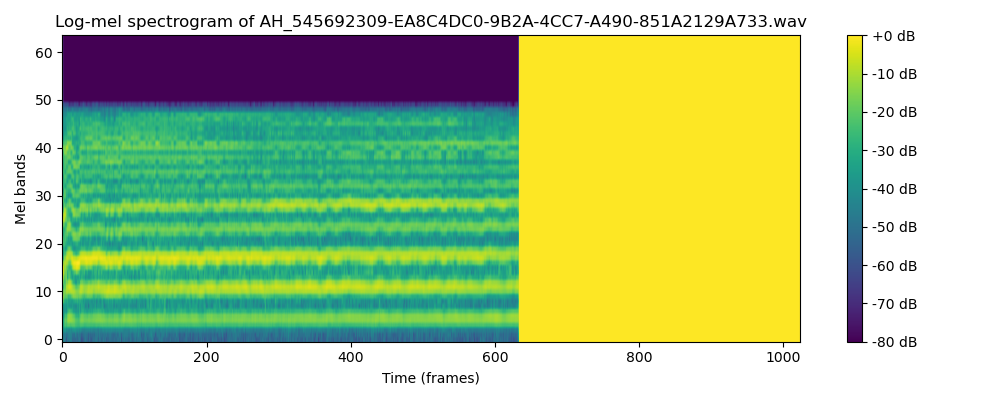 Log-mel spectrogram of AH_545692309-EA8C4DC0-9B2A-4CC7-A490-851A2129A733.wav
60
50
40
30
20
10
0
Mel bands
0 200 400 600 800 1000
Time (frames)
+0 dB
-10 dB
-20 dB
-30 dB
-40 dB
-50 dB
-60 dB
-70 dB
-80 dB